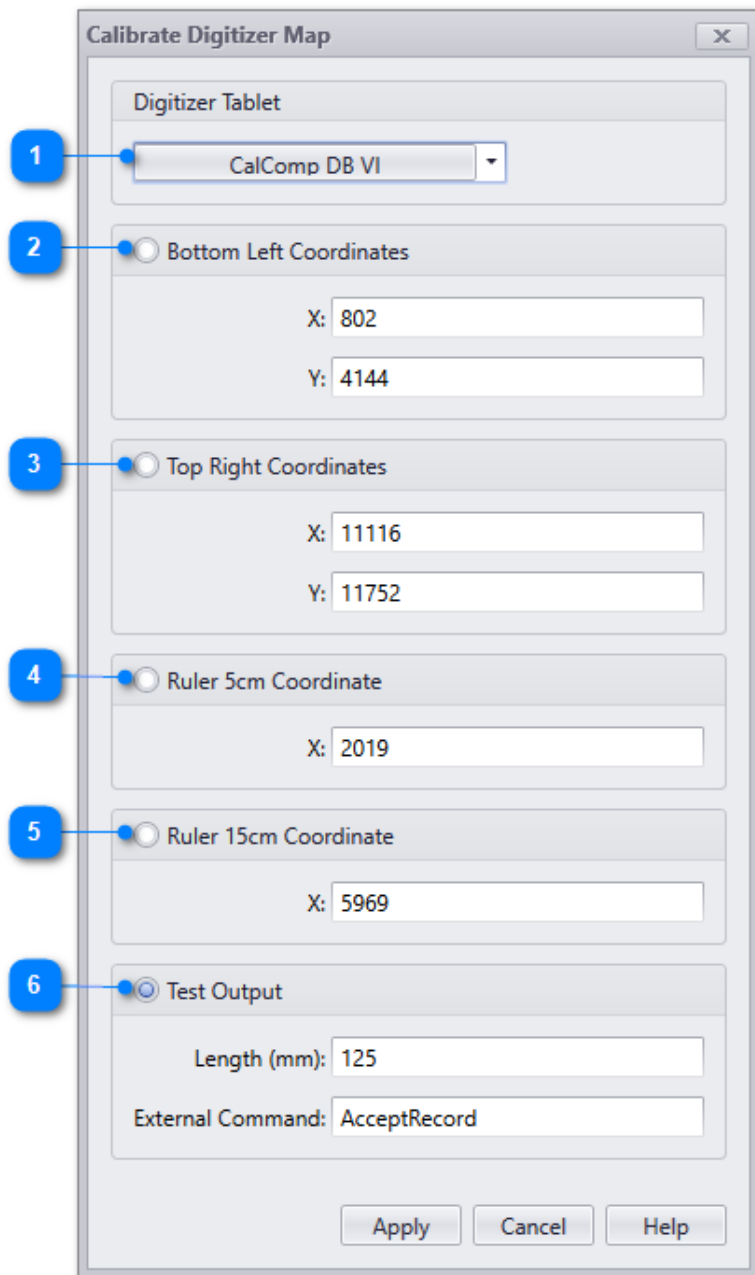 Calibrate Digitizer Map
Digitizer Tablet
1
CalComp DB VI
2
Bottom Left Coordinates
X: 802
Y: 4144
3
Top Right Coordinates
X: 11116
Y: 11752
4
Ruler 5cm Coordinate
X: 2019
5
Ruler 15cm Coordinate
X: 5969
6
Test Output
Length (mm): 125
External Command: AcceptRecord
Apply Cancel Help